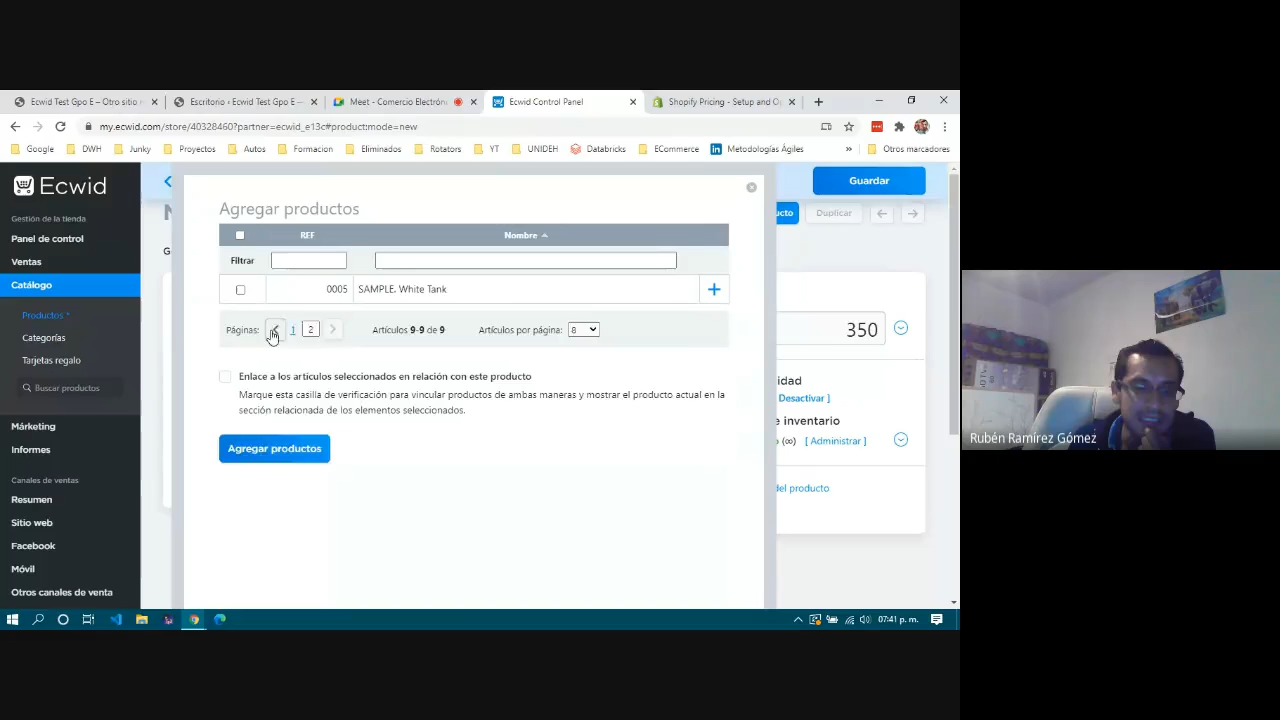 Ecwid Test Gpo E – Otro sitio
Escritorio ‹ Ecwid Test Gpo E —
Meet - Comercio Electrón
Ecwid Control Panel
Shopify Pricing - Setup and Op
my.ecwid.com/store/40328460?partner=ecwid_e13c#product:mode=new
Google
DWH
Junky
Proyectos
Autos
Formacion
Eliminados
Rotators
YT
UNIDEH
Databricks
ECommerce
Metodologías Ágiles
»
Otros marcadores
Ecwid
Gestión de la tienda
Panel de control
Ventas
Catálogo
Productos *
Categorías
Tarjetas regalo
Buscar productos
Márketing
Informes
Canales de ventas
Resumen
Sitio web
Facebook
Móvil
Otros canales de venta
Agregar productos
REF
Nombre
Filtrar
0005
SAMPLE. White Tank
Páginas:
1
2
Artículos 9-9 de 9
Artículos por página:
8
Enlace a los artículos seleccionados en relación con este producto
Marque esta casilla de verificación para vincular productos de ambas maneras y mostrar el producto actual en la
sección relacionada de los elementos seleccionados.
Agregar productos
Guardar
ucto
Duplicar
350
idad
Desactivar ]
e inventario
(∞) [ Administrar ]
del producto
07:41 p. m.
Rubén Ramírez Gómez